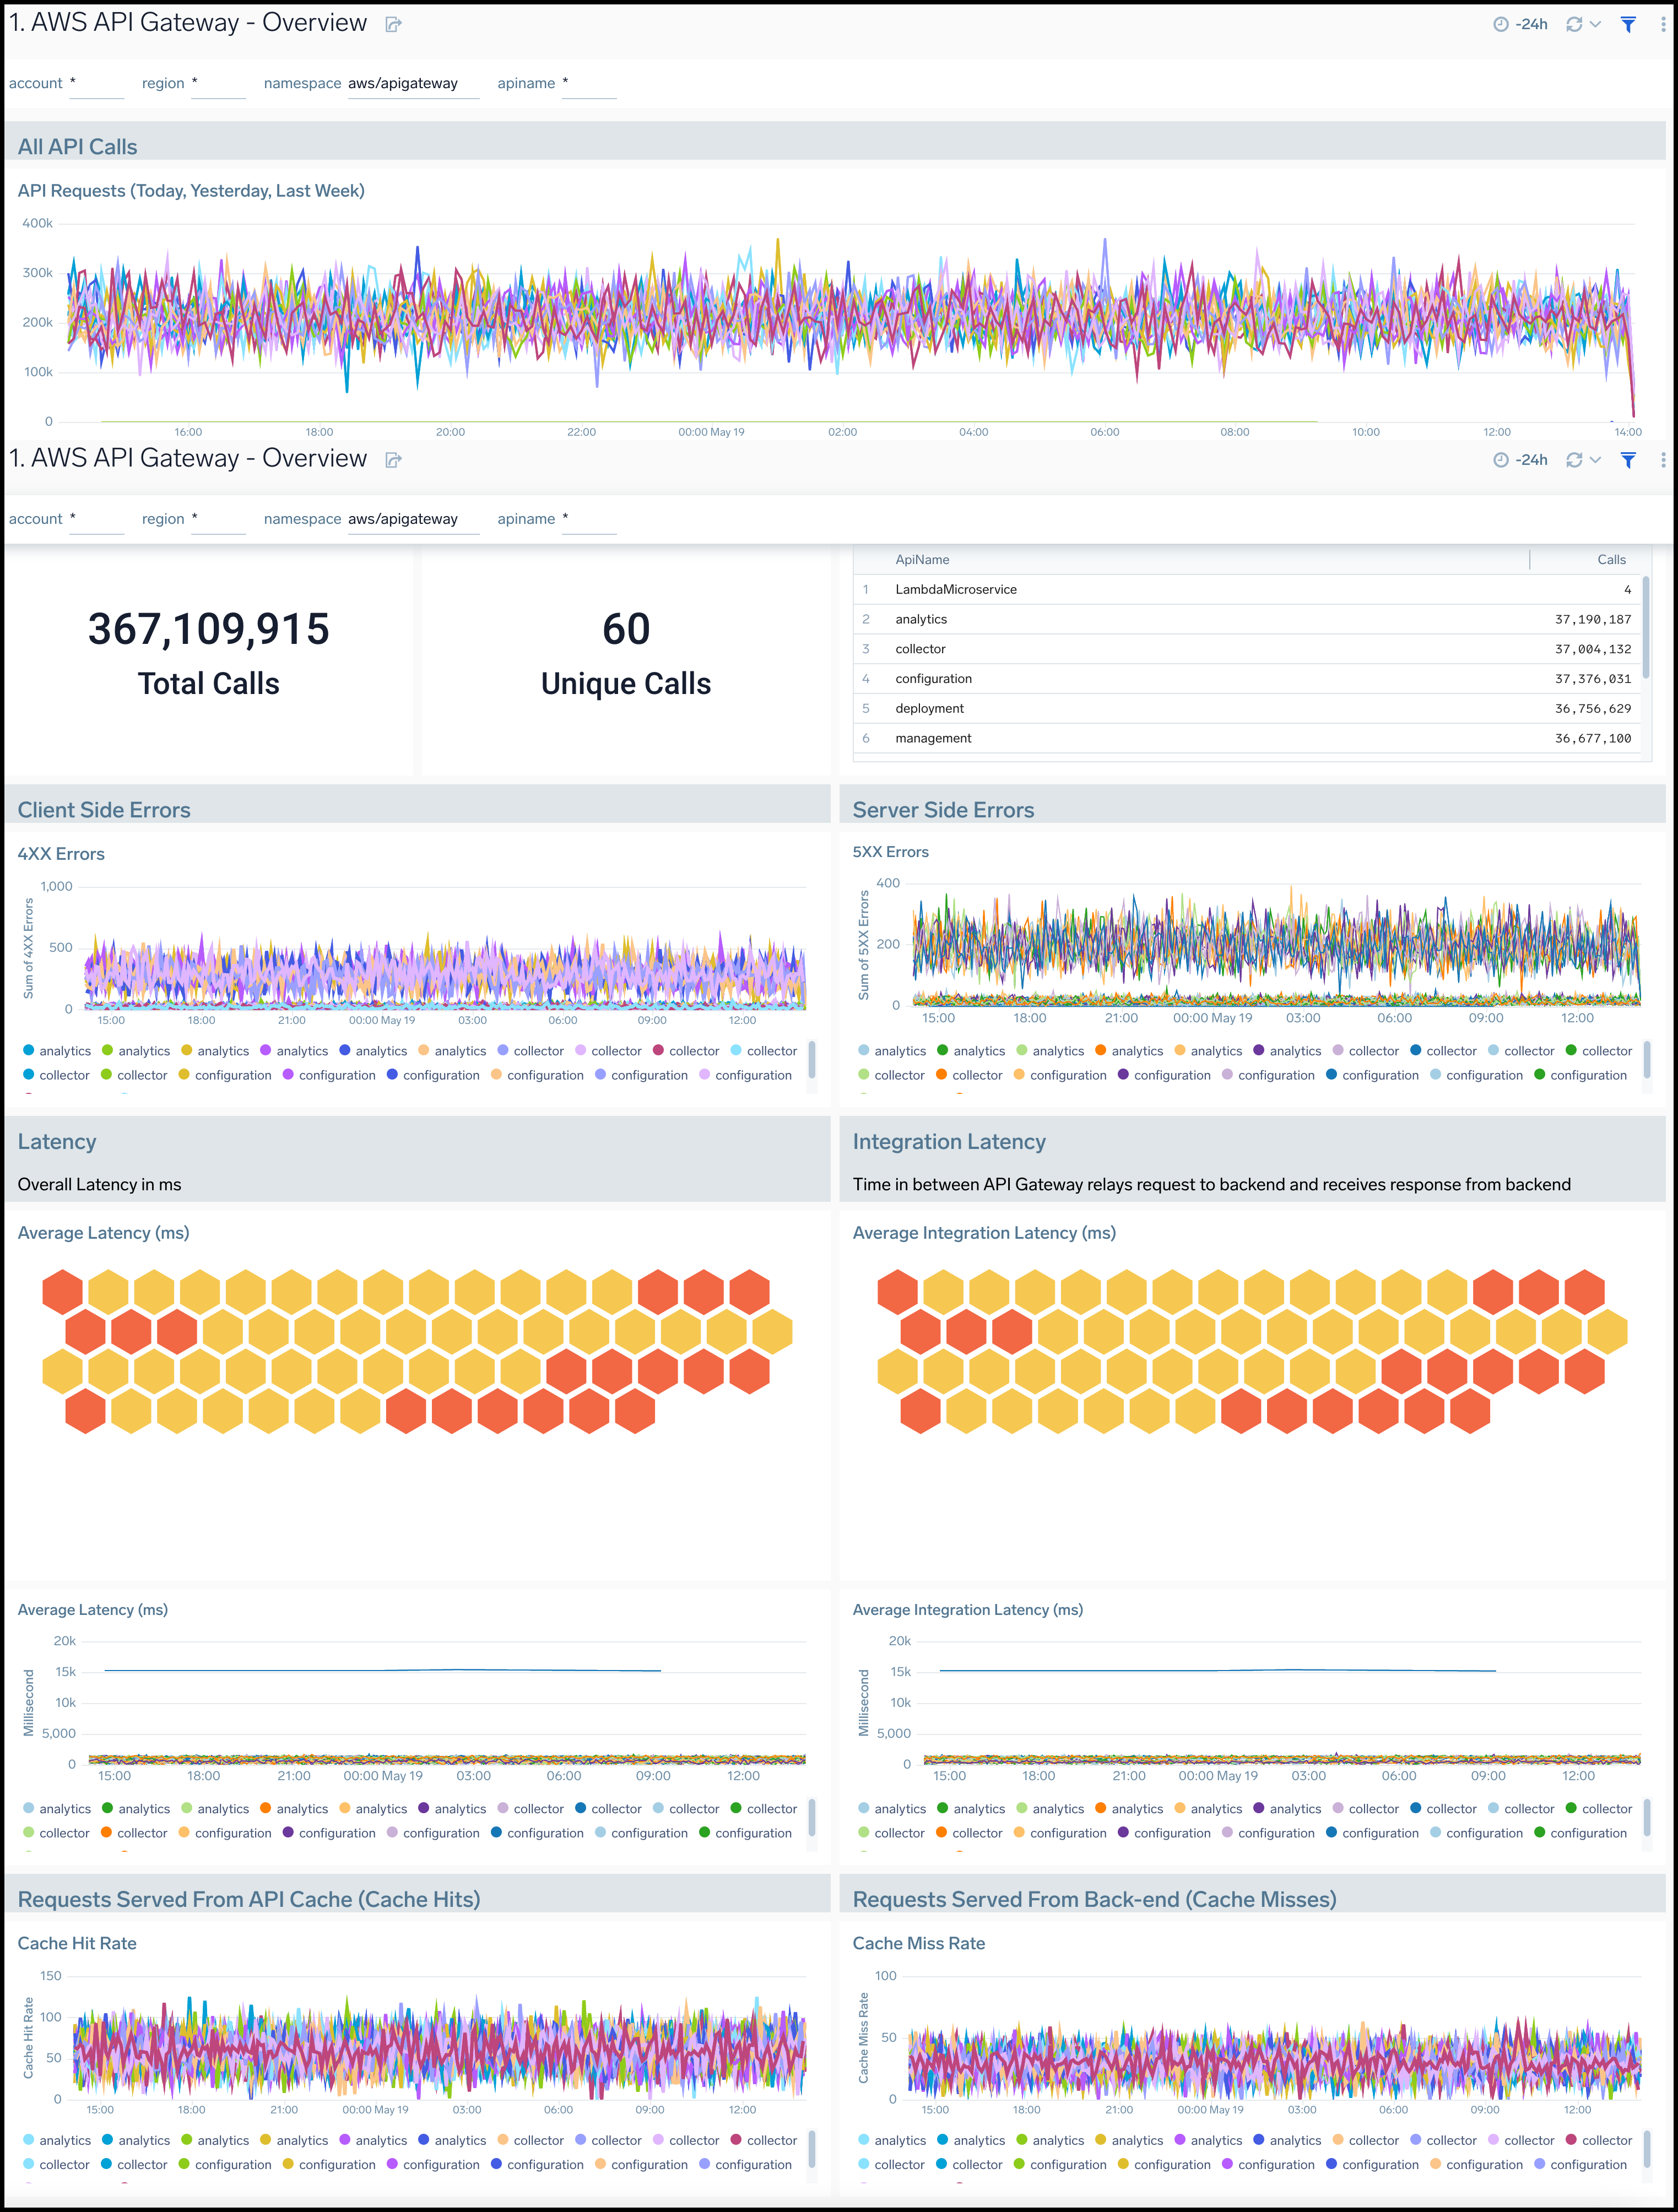 1. AWS API Gateway - Overview
-24h
account * region * namespace aws/apigateway apiname *
All API Calls
API Requests (Today, Yesterday, Last Week)
400k
300k
200k
100k
0
16:00 18:00 20:00 22:00 00:00 May 19 02:00 04:00 06:00 08:00 10:00 12:00 14:00
1. AWS API Gateway - Overview
-24h
account * region * namespace aws/apigateway apiname *
367,109,915
Total Calls
60
Unique Calls
ApiName Calls
1 LambdaMicroservice 4
2 analytics 37,190,187
3 collector 37,004,132
4 configuration 37,376,031
5 deployment 36,756,629
6 management 36,677,100
Client Side Errors
4XX Errors
Sum of 4XX Errors
1,000
500
0
15:00 18:00 21:00 00:00 May 19 03:00 06:00 09:00 12:00
analytics analytics analytics analytics analytics analytics collector collector collector collector
collector collector configuration configuration configuration configuration configuration configuration
Server Side Errors
5XX Errors
Sum of 5XX Errors
400
200
0
15:00 18:00 21:00 00:00 May 19 03:00 06:00 09:00 12:00
analytics analytics analytics analytics analytics analytics collector collector collector collector
collector collector configuration configuration configuration configuration configuration configuration
Latency
Overall Latency in ms
Average Latency (ms)
Integration Latency
Time in between API Gateway relays request to backend and receives response from backend
Average Integration Latency (ms)
Average Latency (ms)
Millisecond
20k
15k
10k
5,000
0
15:00 18:00 21:00 00:00 May 19 03:00 06:00 09:00 12:00
analytics analytics analytics analytics analytics analytics collector collector collector collector
collector collector configuration configuration configuration configuration configuration configuration
Average Integration Latency (ms)
Millisecond
20k
15k
10k
5,000
0
15:00 18:00 21:00 00:00 May 19 03:00 06:00 09:00 12:00
analytics analytics analytics analytics analytics analytics collector collector collector collector
collector collector configuration configuration configuration configuration configuration configuration
Requests Served From API Cache (Cache Hits)
Cache Hit Rate
Cache Hit Rate
150
100
50
0
15:00 18:00 21:00 00:00 May 19 03:00 06:00 09:00 12:00
analytics analytics analytics analytics analytics analytics collector collector collector collector
collector collector configuration configuration configuration configuration configuration configuration
Requests Served From Back-end (Cache Misses)
Cache Miss Rate
Cache Miss Rate
100
50
0
15:00 18:00 21:00 00:00 May 19 03:00 06:00 09:00 12:00
analytics analytics analytics analytics analytics analytics collector collector collector collector
collector collector configuration configuration configuration configuration configuration configuration